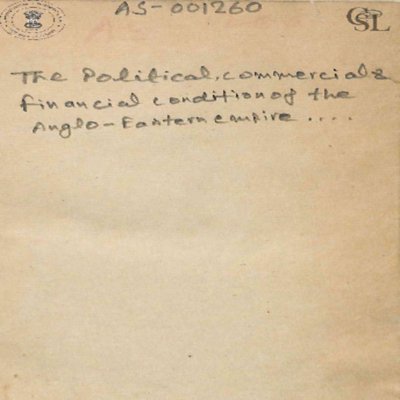 AS-001260
CSL
The Political, commercial &
financial condition of the
Anglo-Eastern empire ....